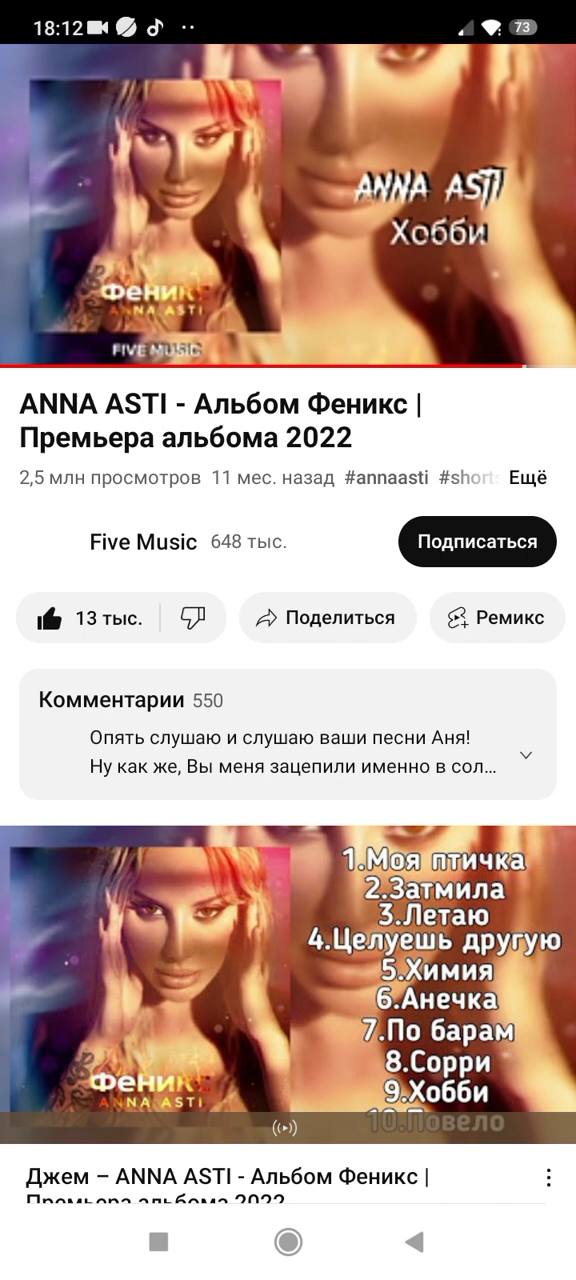 18:12
73
ANNA ASTI
Хобби
Феникс
ANNA ASTI
FIVE MUSIC
ANNA ASTI - Альбом Феникс |
Премьера альбома 2022
2,5 млн просмотров 11 мес. назад #annaasti #shorts Ещё
Five Music 648 тыс. Подписаться
13 тыс. Поделиться Ремикс
Комментарии 550
Опять слушаю и слушаю ваши песни Аня!
Ну как же, Вы меня зацепили именно в сол...
1.Моя птичка
2.Затмила
3.Летаю
4.Целуешь другую
5.Химия
6.Анечка
7.По барам
8.Сорри
9.Хобби
10.Повело
Феникс
ANNA ASTI
Джем – ANNA ASTI - Альбом Феникс |
Премьера альбома 2022